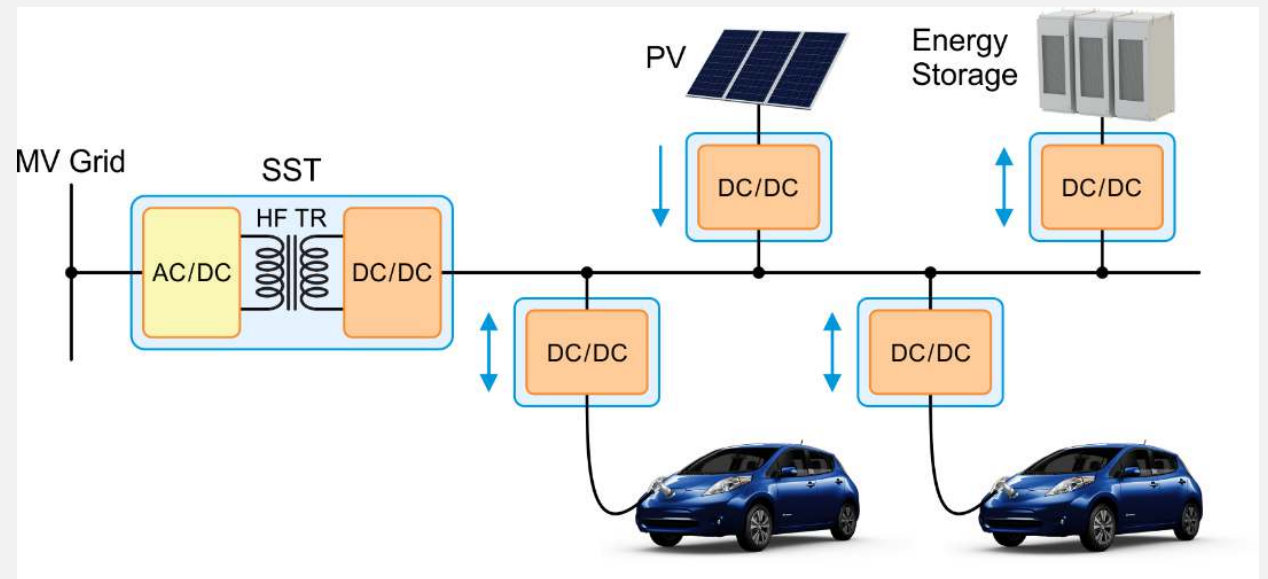 MV Grid
SST
AC/DC
HF TR
DC/DC
PV
DC/DC
Energy
Storage
DC/DC
DC/DC
DC/DC